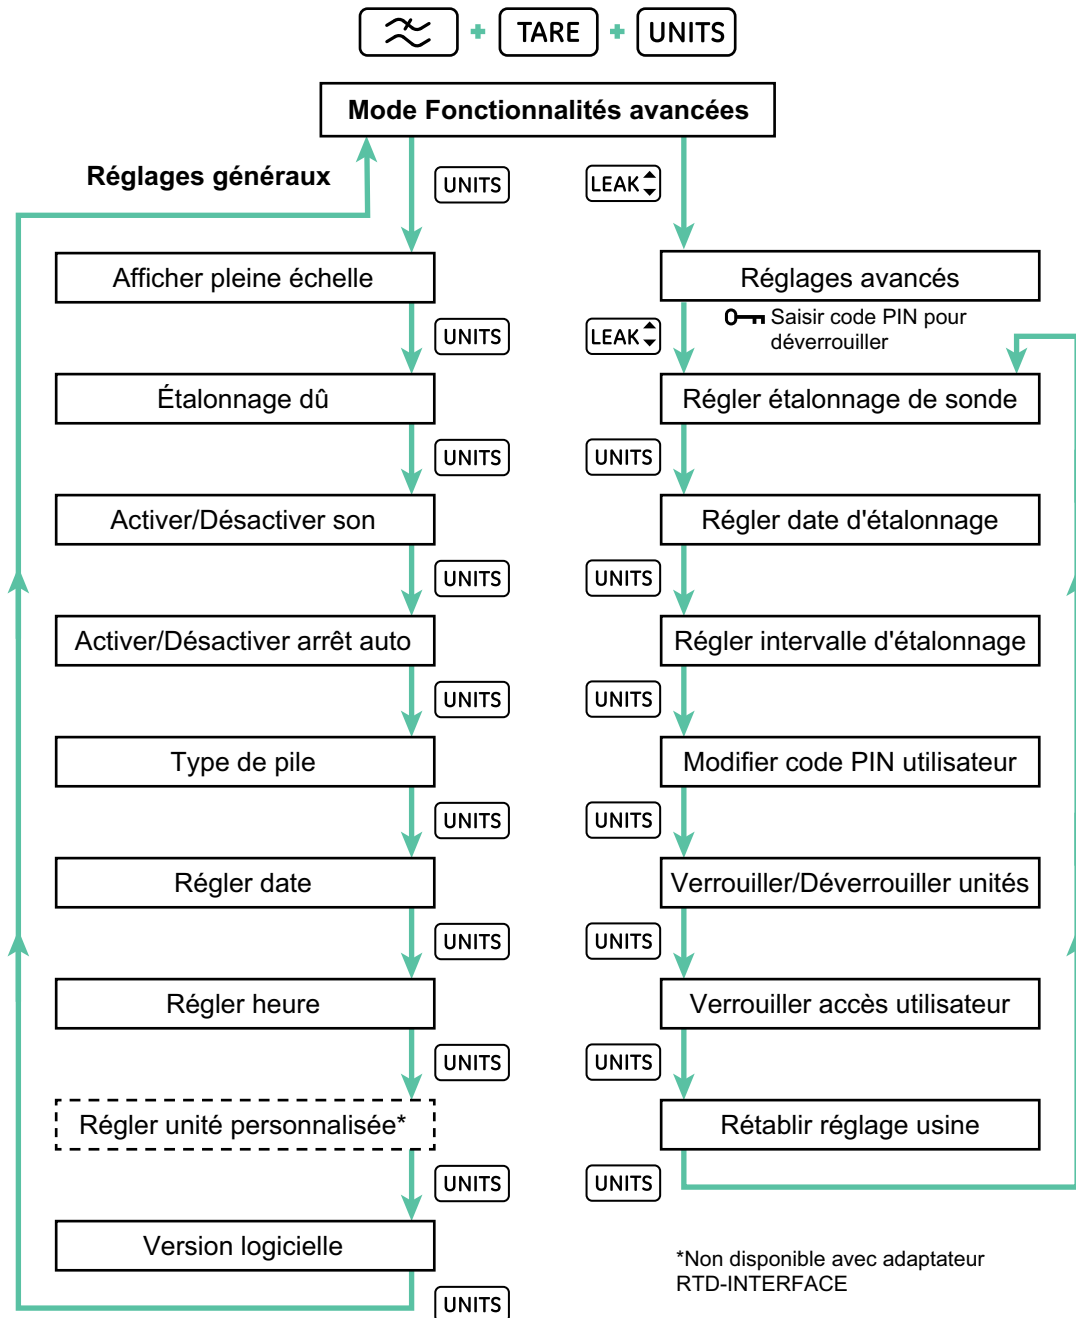 + TARE + UNITS
Mode Fonctionnalités avancées
Réglages généraux
UNITS
LEAK
Afficher pleine échelle
Réglages avancés
UNITS
LEAK
Saisir code PIN pour
déverrouiller
Étalonnage dû
Régler étalonnage de sonde
UNITS
UNITS
Activer/Désactiver son
Régler date d'étalonnage
UNITS
UNITS
Activer/Désactiver arrêt auto
Régler intervalle d'étalonnage
UNITS
UNITS
Type de pile
Modifier code PIN utilisateur
UNITS
UNITS
Régler date
Verrouiller/Déverrouiller unités
UNITS
UNITS
Régler heure
Verrouiller accès utilisateur
UNITS
UNITS
Régler unité personnalisée*
Rétablir réglage usine
UNITS
UNITS
Version logicielle
*Non disponible avec adaptateur
RTD-INTERFACE
UNITS